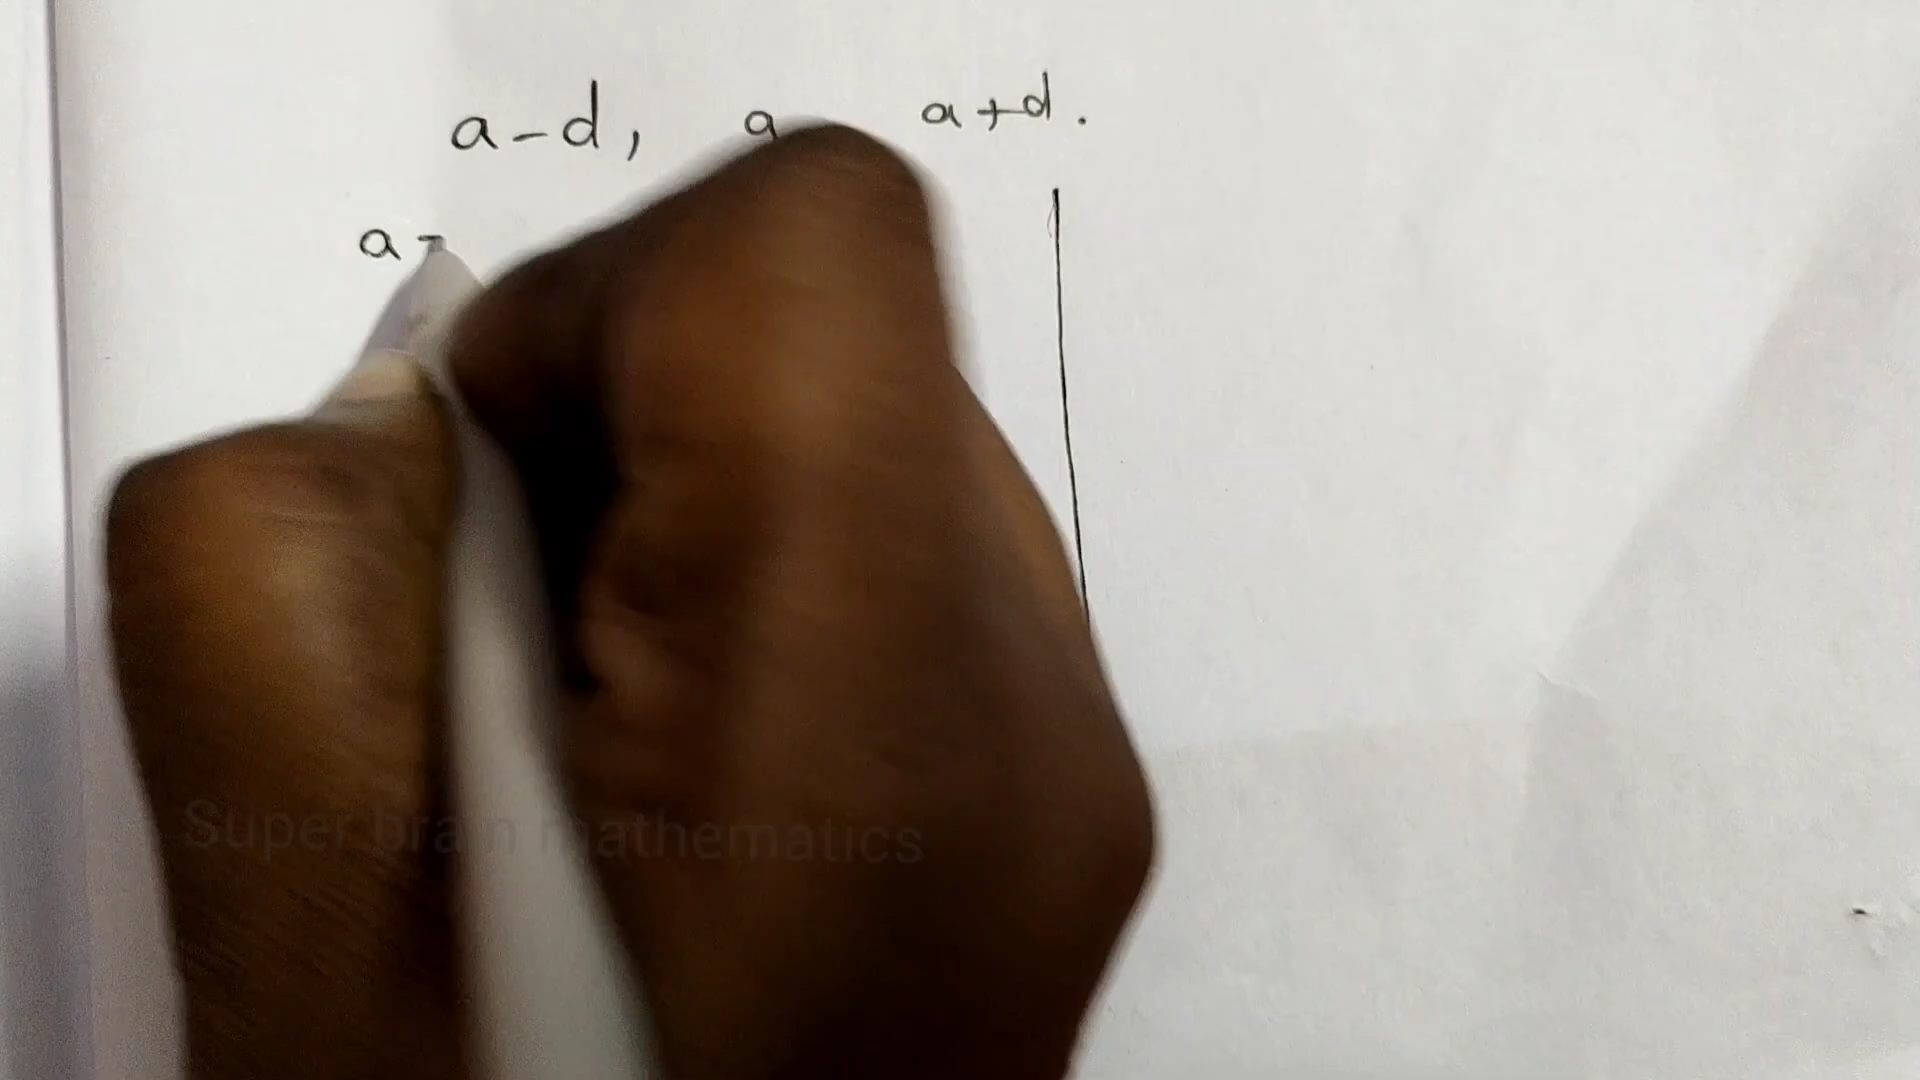 a-d, a a+d.
a -
Super brain mathematics